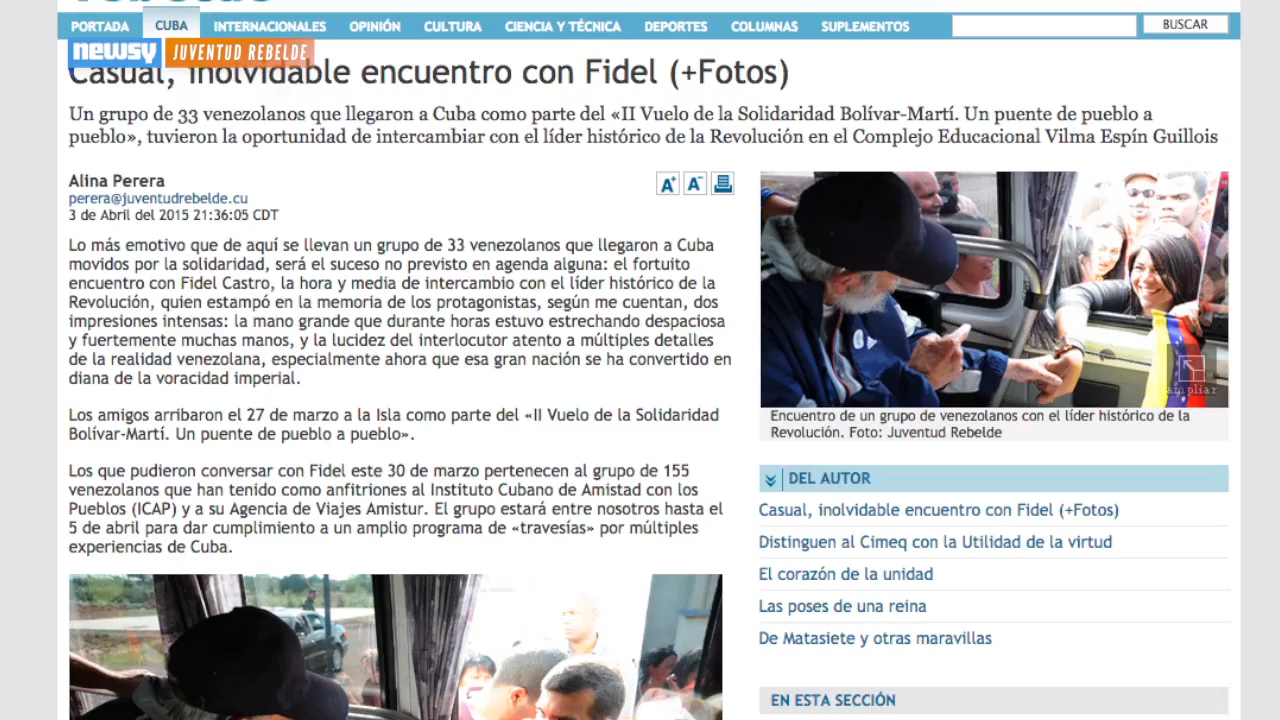 PORTADA CUBA INTERNACIONALES OPINIÓN CULTURA CIENCIA Y TÉCNICA DEPORTES COLUMNAS SUPLEMENTOS BUSCAR
newsy JUVENTUD REBELDE
Casual, inolvidable encuentro con Fidel (+Fotos)
Un grupo de 33 venezolanos que llegaron a Cuba como parte del «II Vuelo de la Solidaridad Bolívar-Martí. Un puente de pueblo a
pueblo», tuvieron la oportunidad de intercambiar con el líder histórico de la Revolución en el Complejo Educacional Vilma Espín Guillois
Alina Perera
perera@juventudrebelde.cu
3 de Abril del 2015 21:36:05 CDT
A+ A-
Lo más emotivo que de aquí se llevan un grupo de 33 venezolanos que llegaron a Cuba
movidos por la solidaridad, será el suceso no previsto en agenda alguna: el fortuito
encuentro con Fidel Castro, la hora y media de intercambio con el líder histórico de la
Revolución, quien estampó en la memoria de los protagonistas, según me cuentan, dos
impresiones intensas: la mano grande que durante horas estuvo estrechando despaciosa
y fuertemente muchas manos, y la lucidez del interlocutor atento a múltiples detalles
de la realidad venezolana, especialmente ahora que esa gran nación se ha convertido en
diana de la voracidad imperial.
Los amigos arribaron el 27 de marzo a la Isla como parte del «II Vuelo de la Solidaridad
Bolívar-Martí. Un puente de pueblo a pueblo».
Los que pudieron conversar con Fidel este 30 de marzo pertenecen al grupo de 155
venezolanos que han tenido como anfitriones al Instituto Cubano de Amistad con los
Pueblos (ICAP) y a su Agencia de Viajes Amistur. El grupo estará entre nosotros hasta el
5 de abril para dar cumplimiento a un amplio programa de «travesías» por múltiples
experiencias de Cuba.
ampliar
Encuentro de un grupo de venezolanos con el líder histórico de la
Revolución. Foto: Juventud Rebelde
DEL AUTOR
Casual, inolvidable encuentro con Fidel (+Fotos)
Distinguen al Cimeq con la Utilidad de la virtud
El corazón de la unidad
Las poses de una reina
De Matasiete y otras maravillas
EN ESTA SECCIÓN